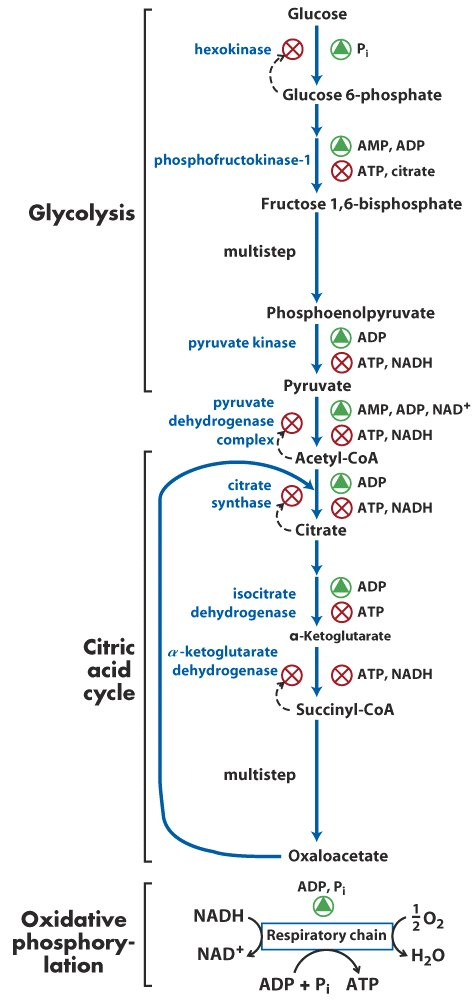 Glucose
hexokinase
Pi
Glucose 6-phosphate
phosphofructokinase-1
AMP, ADP
ATP, citrate
Glycolysis
Fructose 1,6-bisphosphate
multistep
Phosphoenolpyruvate
pyruvate kinase
ADP
ATP, NADH
Pyruvate
pyruvate
dehydrogenase
complex
AMP, ADP, NAD+
ATP, NADH
Acetyl-CoA
citrate
synthase
ADP
ATP, NADH
Citrate
isocitrate
dehydrogenase
ADP
ATP
α-Ketoglutarate
Citric
acid
cycle
α-ketoglutarate
dehydrogenase
ATP, NADH
Succinyl-CoA
multistep
Oxaloacetate
Oxidative
phosphory-
lation
ADP, Pi
NADH
1/2 O2
Respiratory chain
NAD+
H2O
ADP + Pi
ATP